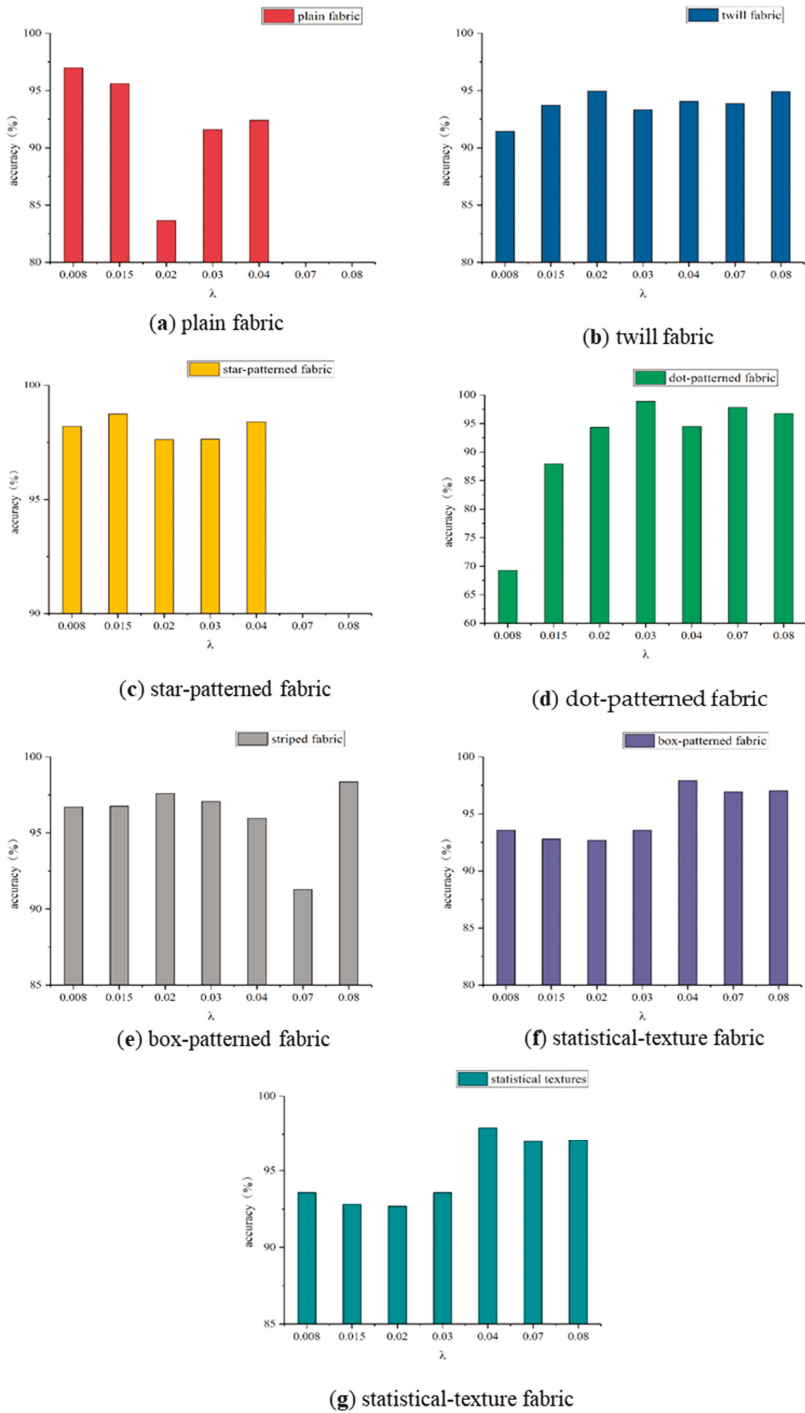 plain fabric
100
95
90
85
80
accuracy (%)
0.008 0.015 0.02 0.03 0.04 0.07 0.08
λ
(a) plain fabric
twill fabric
100
95
90
85
80
accuracy (%)
0.008 0.015 0.02 0.03 0.04 0.07 0.08
λ
(b) twill fabric
star-patterned fabric
100
95
90
accuracy (%)
0.008 0.015 0.02 0.03 0.04 0.07 0.08
λ
(c) star-patterned fabric
dot-patterned fabric
100
95
90
85
80
75
70
65
60
accuracy (%)
0.008 0.015 0.02 0.03 0.04 0.07 0.08
λ
(d) dot-patterned fabric
striped fabric
100
95
90
85
accuracy (%)
0.008 0.015 0.02 0.03 0.04 0.07 0.08
λ
(e) box-patterned fabric
box-patterned fabric
100
95
90
85
80
accuracy (%)
0.008 0.015 0.02 0.03 0.04 0.07 0.08
λ
(f) statistical-texture fabric
statistical textures
100
95
90
85
accuracy (%)
0.008 0.015 0.02 0.03 0.04 0.07 0.08
λ
(g) statistical-texture fabric